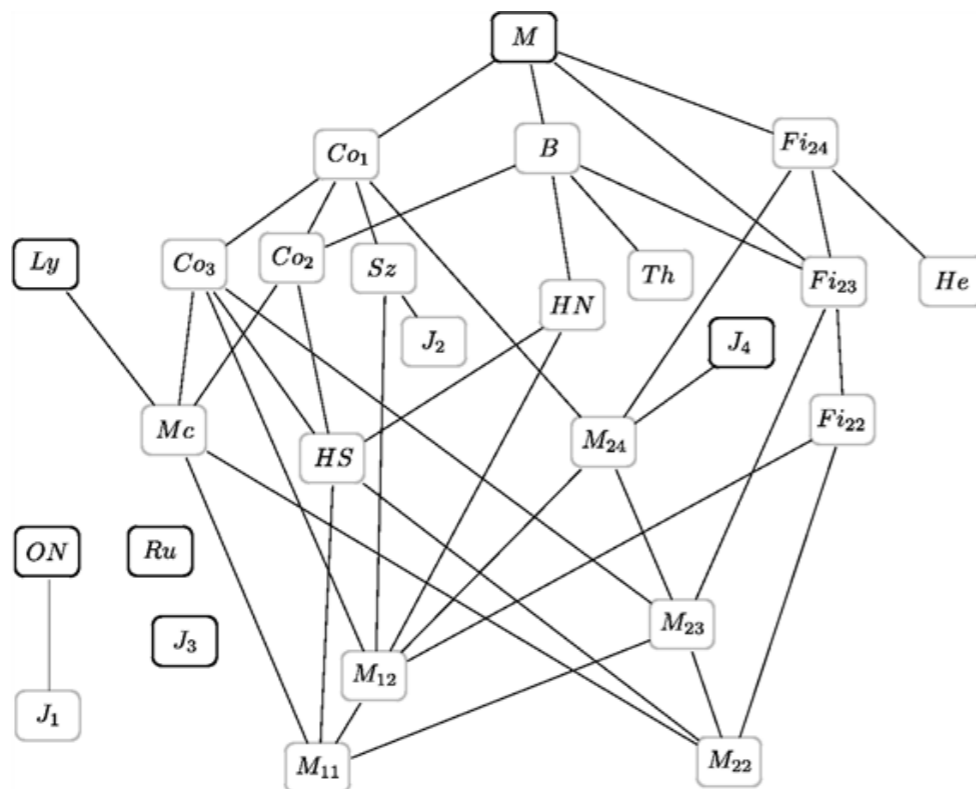 M
Co₁
B
Fi₂₄
Ly
Co₃
Co₂
Sz
Th
Fi₂₃
He
HN
J₂
J₄
Mc
HS
M₂₄
Fi₂₂
ON
Ru
J₃
M₂₃
M₁₂
J₁
M₁₁
M₂₂